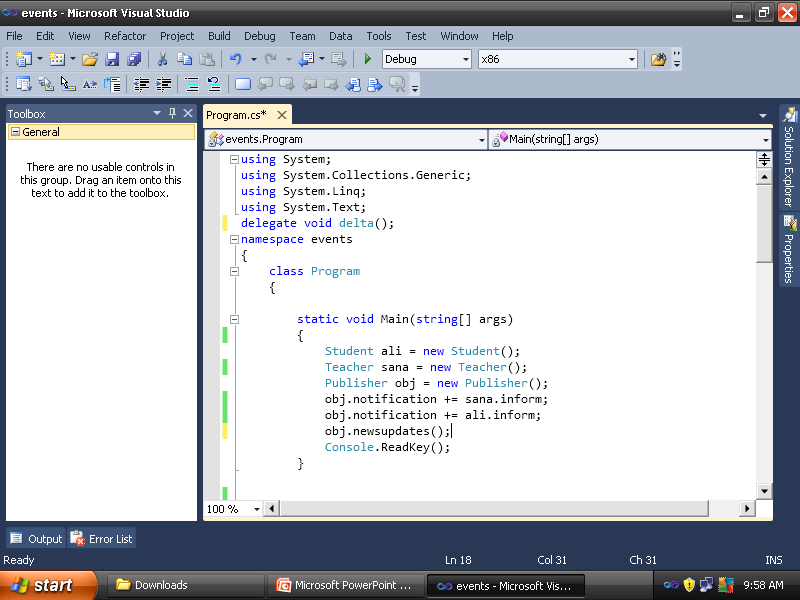 events - Microsoft Visual Studio
File Edit View Refactor Project Build Debug Team Data Tools Test Window Help
Debug x86
Toolbox
General
There are no usable controls in
this group. Drag an item onto this
text to add it to the toolbox.
Program.cs*
events.Program Main(string[] args)
using System;
using System.Collections.Generic;
using System.Linq;
using System.Text;
delegate void delta();
namespace events
{
class Program
{
static void Main(string[] args)
{
Student ali = new Student();
Teacher sana = new Teacher();
Publisher obj = new Publisher();
obj.notification += sana.inform;
obj.notification += ali.inform;
obj.newsupdates();
Console.ReadKey();
}
100 %
Solution Explorer
Properties
Output Error List
Ready Ln 18 Col 31 Ch 31 INS
start Downloads Microsoft PowerPoint ... events - Microsoft Vis... 9:58 AM